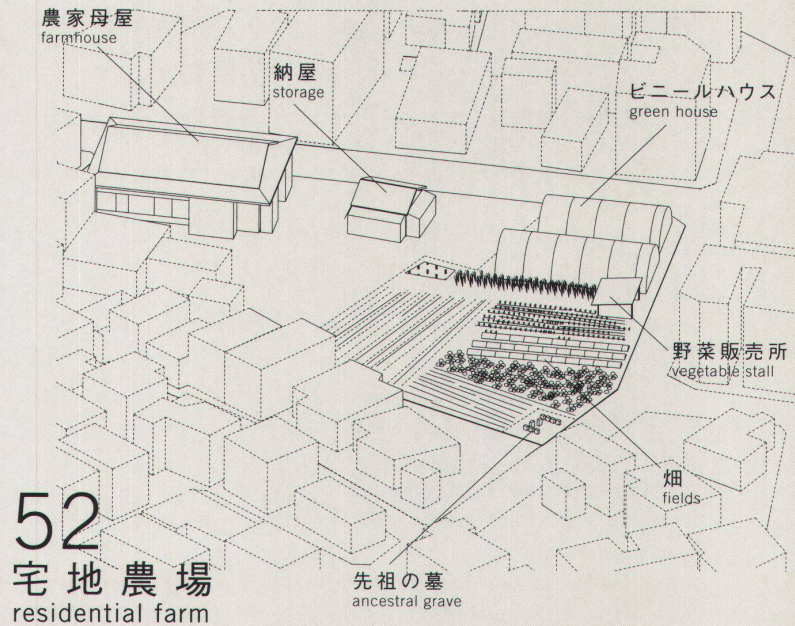 農家母屋
farmhouse
納屋
storage
ビニールハウス
green house
野菜販売所
vegetable stall
畑
fields
先祖の墓
ancestral grave
52
宅地農場
residential farm